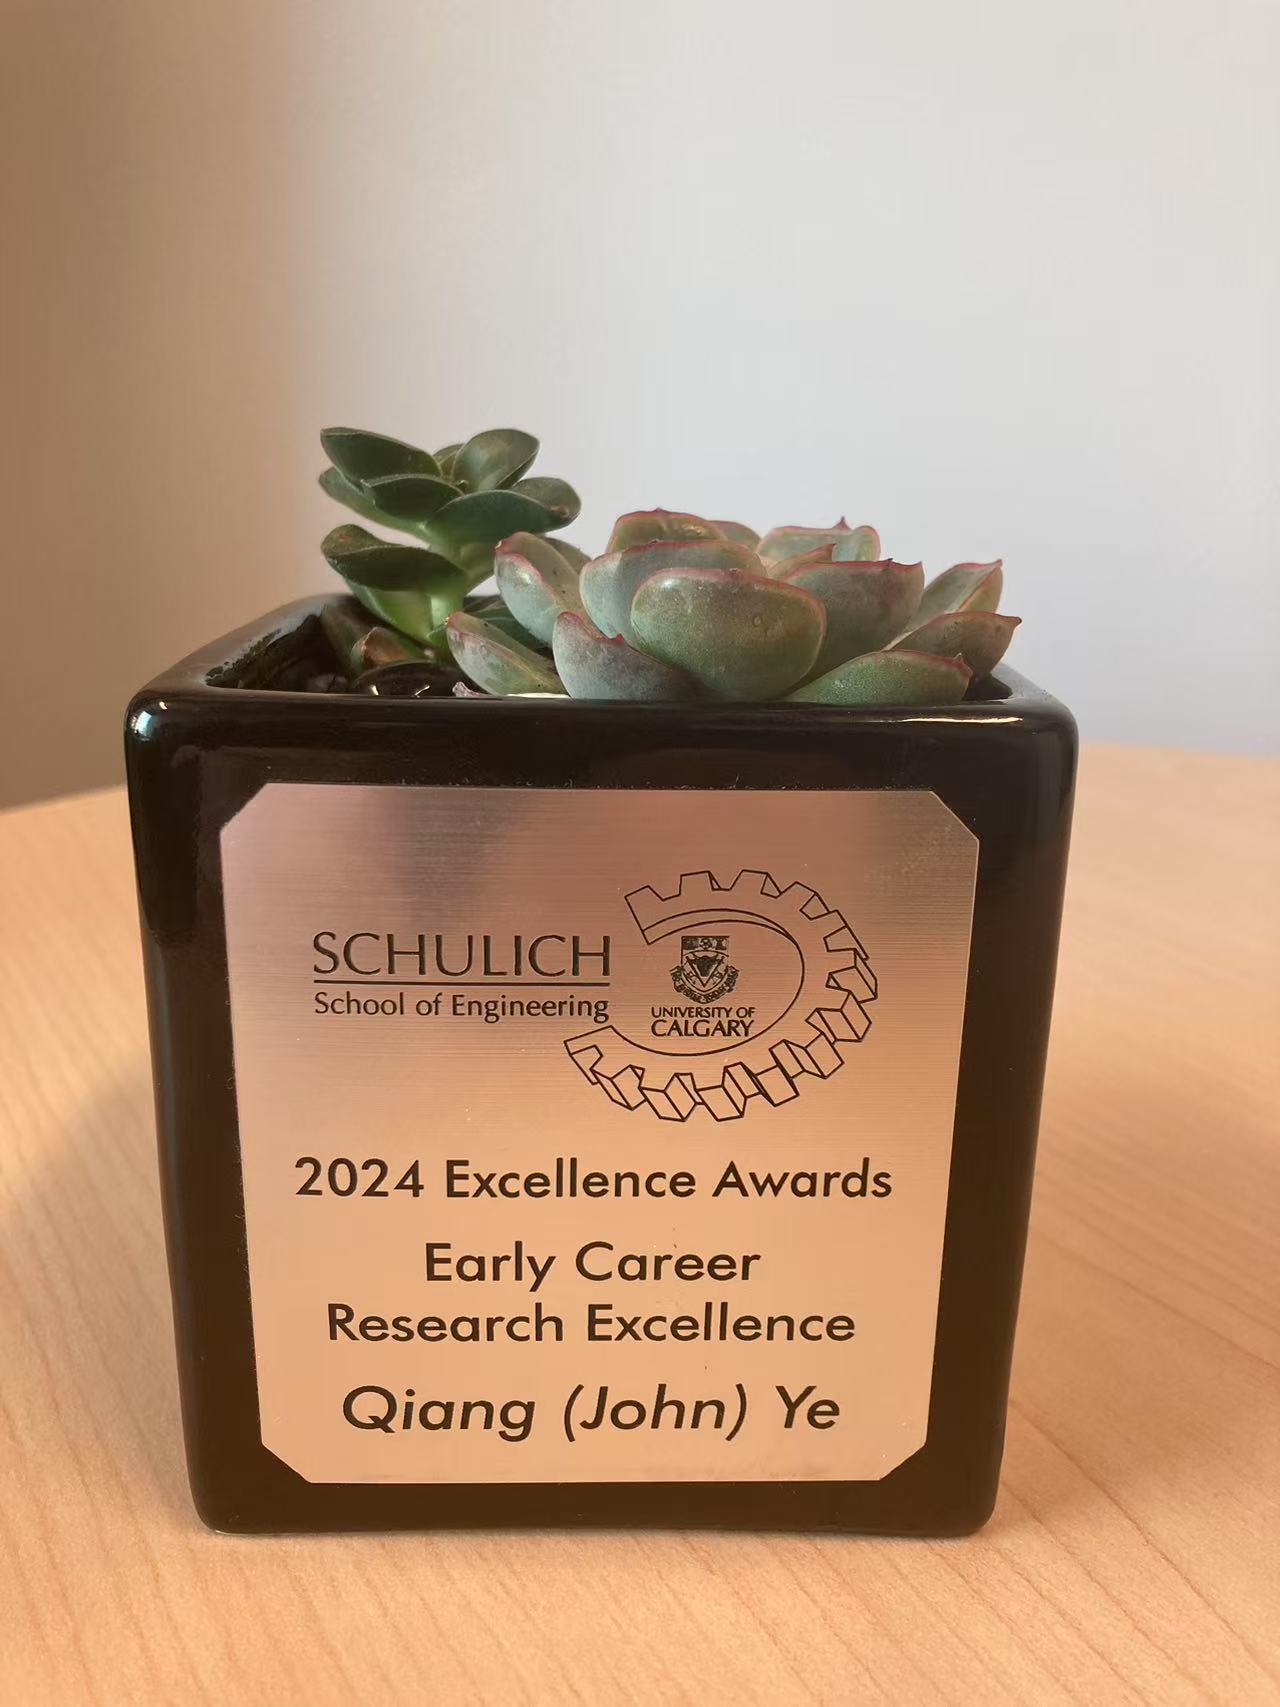 SCHULICH
School of Engineering
UNIVERSITY OF
CALGARY
2024 Excellence Awards
Early Career
Research Excellence
Qiang (John) Ye